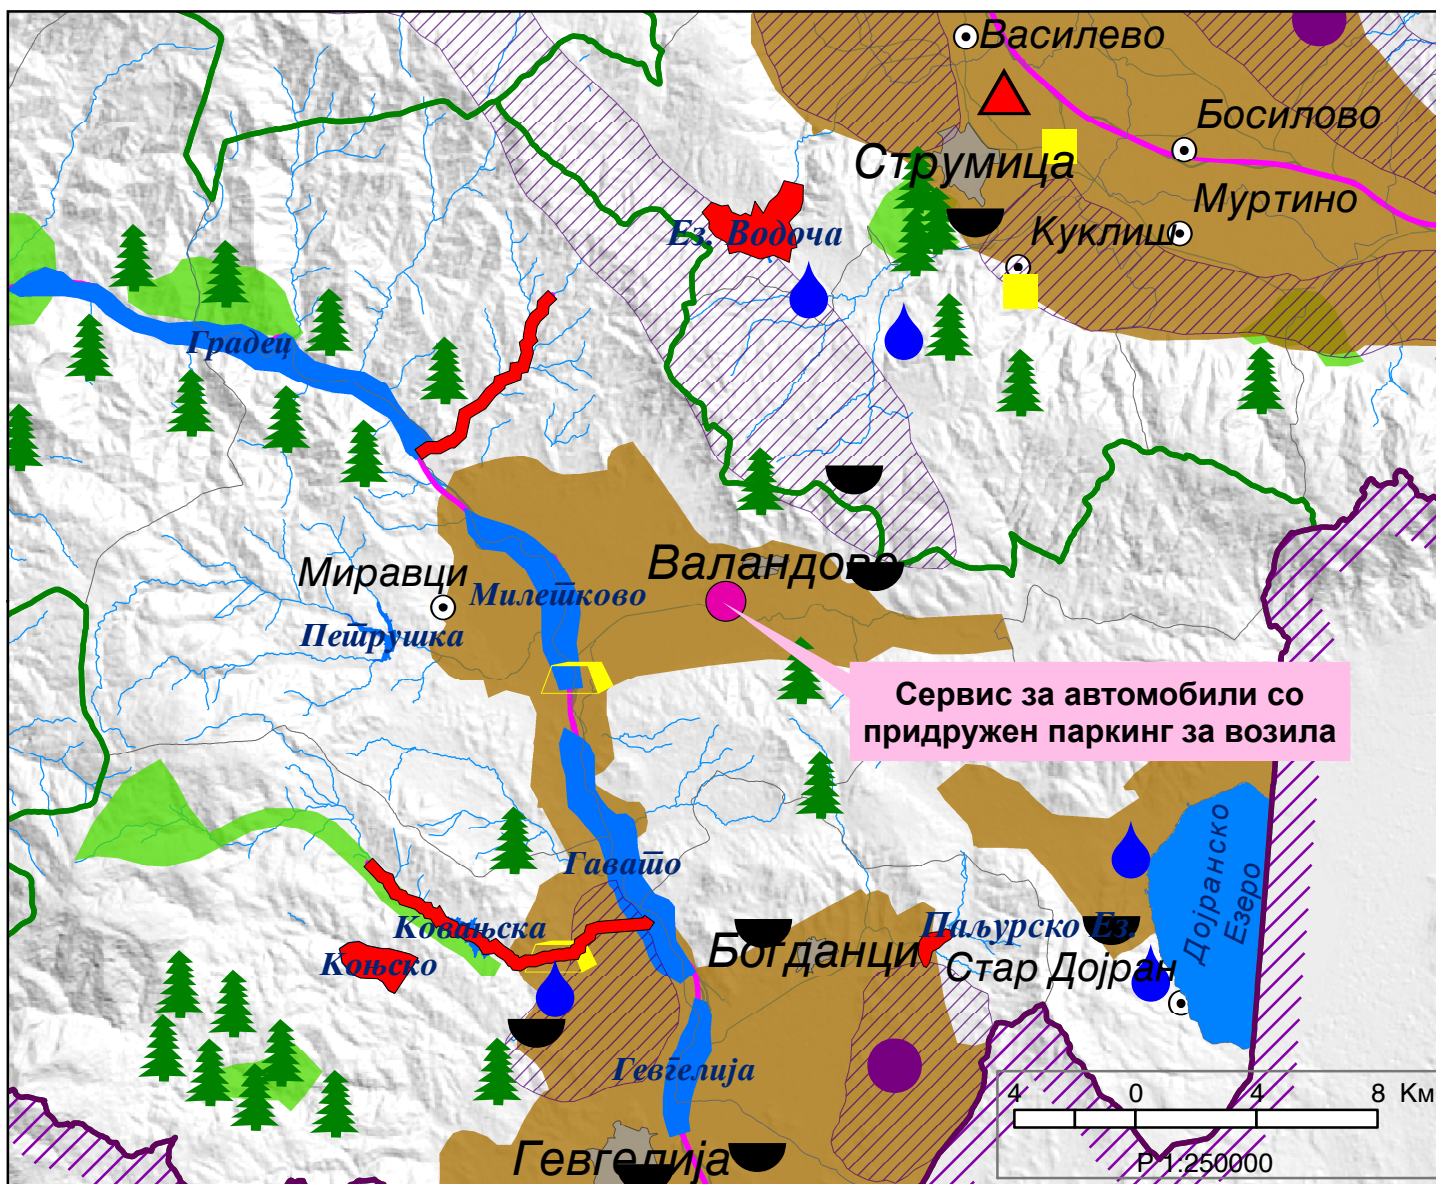 Василево
Босилово
Струмица
Муртино
Куклиш
Ез. Водоча
Градец
Валандово
Миравци
Милешково
Петрушка
Сервис за автомобили со
придружен паркинг за возила
Гавато
Дојранско
Езеро
Ковањска
Паљурско Ез.
Богданци
Коњско
Стар Дојран
Гевгелија
4 0 4 8 Км
Р 1:250000
Гевгелија